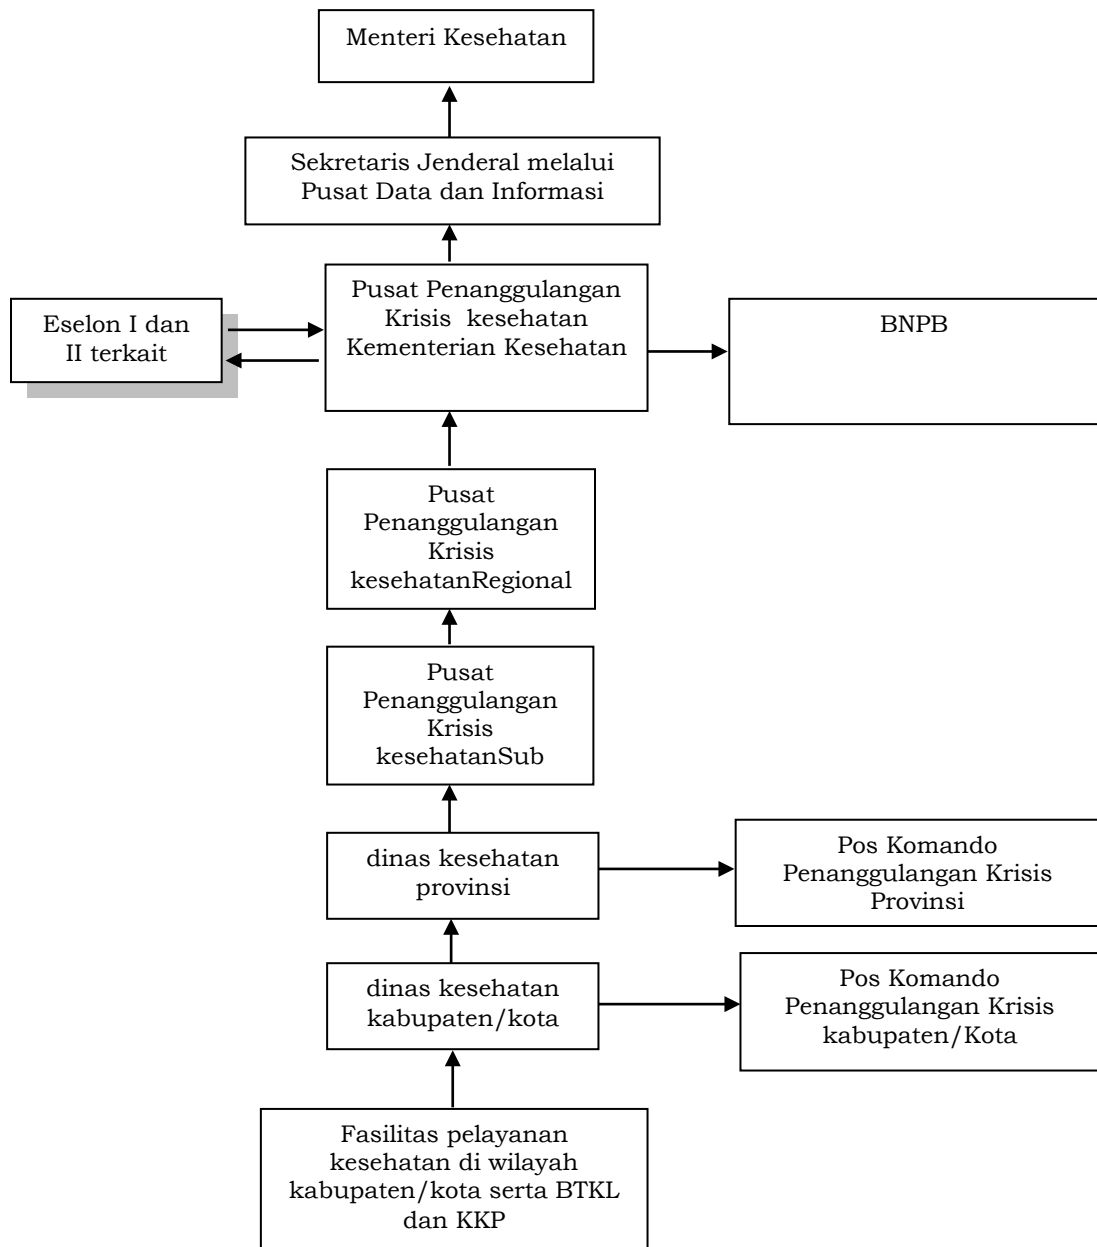 Menteri Kesehatan
Sekretaris Jenderal melalui
Pusat Data dan Informasi
Eselon I dan
II terkait
Pusat Penanggulangan
Krisis  kesehatan
Kementerian Kesehatan
BNPB
Pusat
Penanggulangan
Krisis
kesehatanRegional
Pusat
Penanggulangan
Krisis
kesehatanSub
dinas kesehatan
provinsi
Pos Komando
Penanggulangan Krisis
Provinsi
dinas kesehatan
kabupaten/kota
Pos Komando
Penanggulangan Krisis
kabupaten/Kota
Fasilitas pelayanan
kesehatan di wilayah
kabupaten/kota serta BTKL
dan KKP